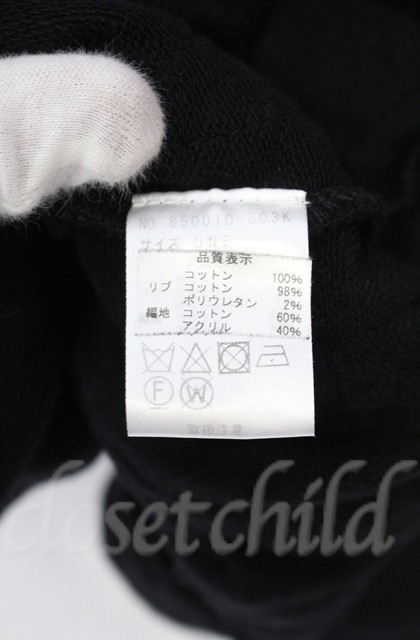 NO. 850010-803K
サイズ ONE
品質表示
コットン 100%
リブ コットン 98%
ポリウレタン 2%
編地 コットン 60%
アクリル 40%
F W
取扱注意
closetchild